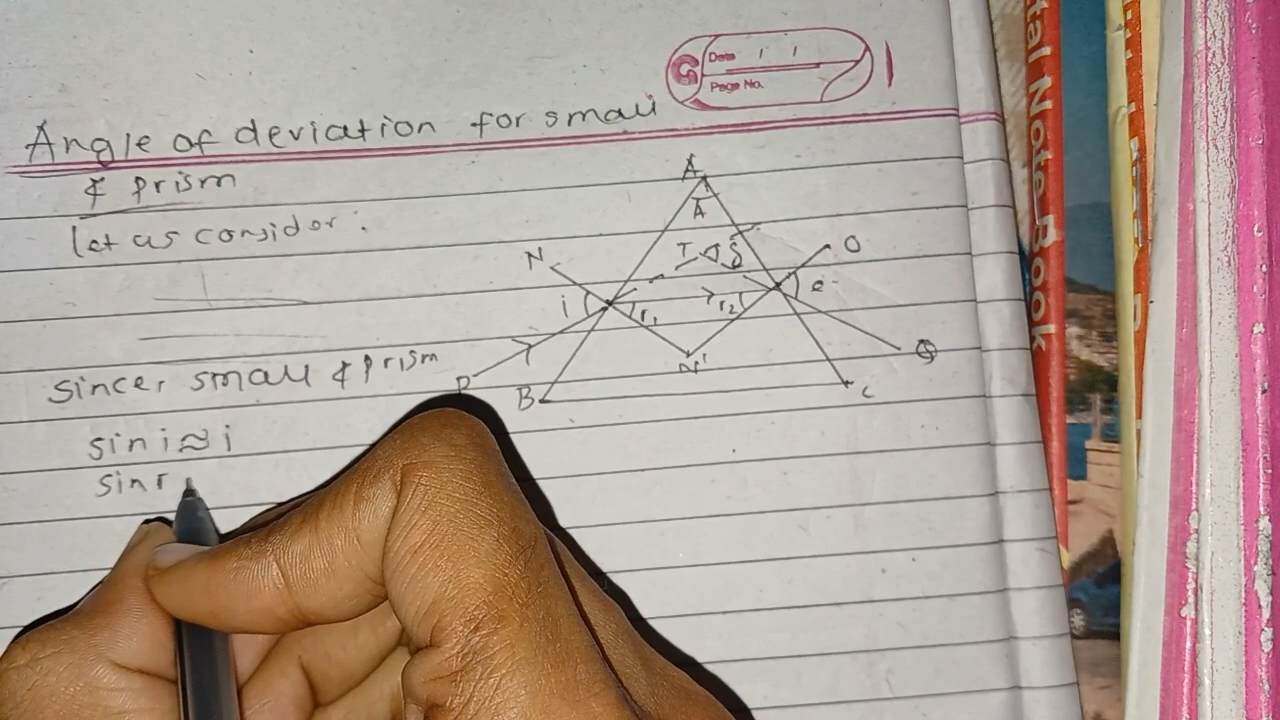 Date / /
Page No.
Angle of deviation for small
∠ prism
let us consider :
A
A
N
T
δ
O
i
r₁
r₂
e
P
N'
Q
B
C
since, small ∠ prism
sin i ≈ i
sin r
tal Note Book